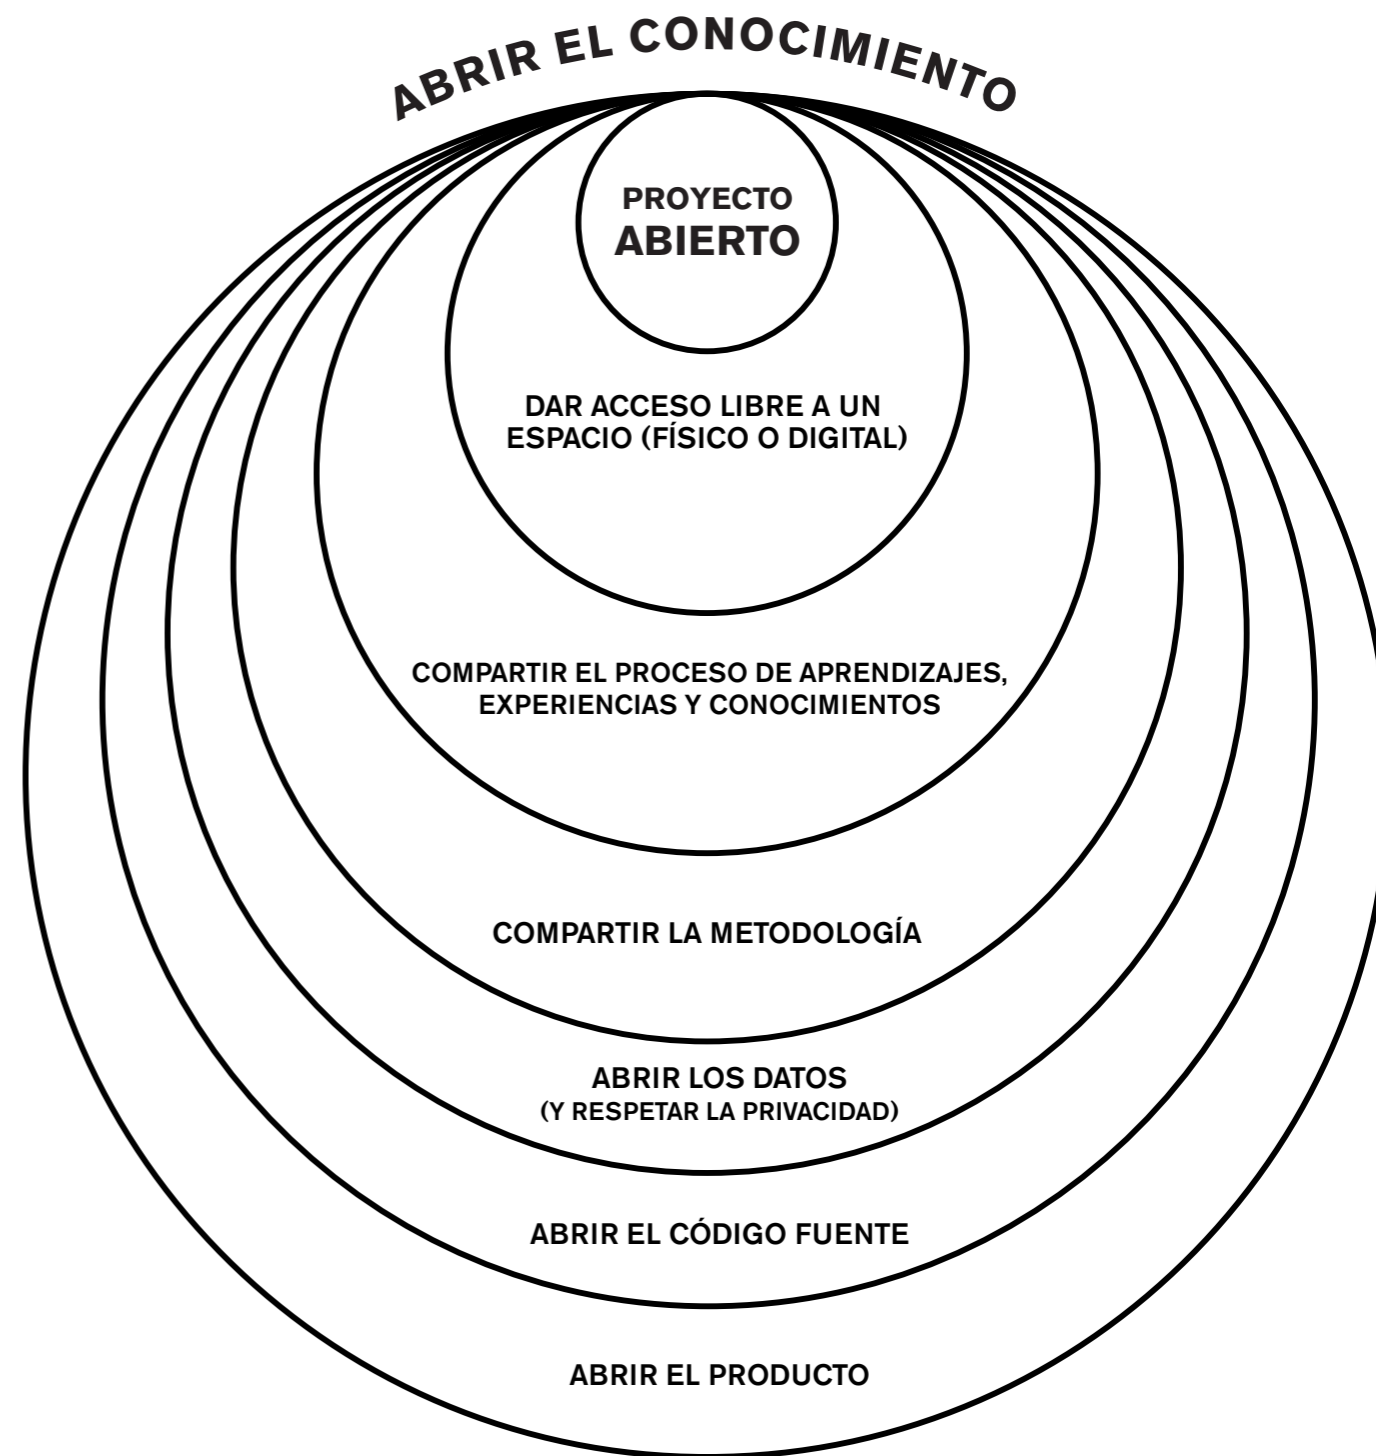 ABRIR EL CONOCIMIENTO
PROYECTO
ABIERTO
DAR ACCESO LIBRE A UN
ESPACIO (FÍSICO O DIGITAL)
COMPARTIR EL PROCESO DE APRENDIZAJES,
EXPERIENCIAS Y CONOCIMIENTOS
COMPARTIR LA METODOLOGÍA
ABRIR LOS DATOS
(Y RESPETAR LA PRIVACIDAD)
ABRIR EL CÓDIGO FUENTE
ABRIR EL PRODUCTO